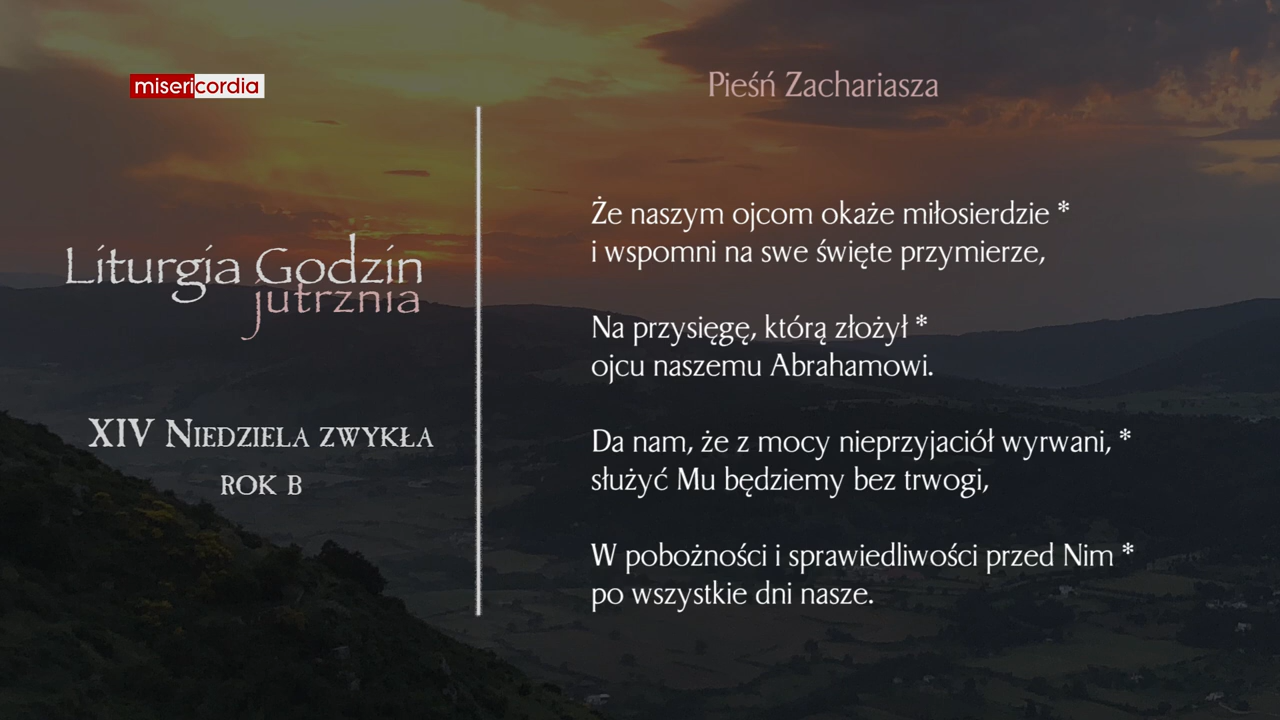 misericordia
Liturgia Godzin
jutrznia
XIV Niedziela zwykła
rok B
Pieśń Zachariasza
Że naszym ojcom okaże miłosierdzie *
i wspomni na swe święte przymierze,
Na przysięgę, którą złożył *
ojcu naszemu Abrahamowi.
Da nam, że z mocy nieprzyjaciół wyrwani, *
służyć Mu będziemy bez trwogi,
W pobożności i sprawiedliwości przed Nim *
po wszystkie dni nasze.